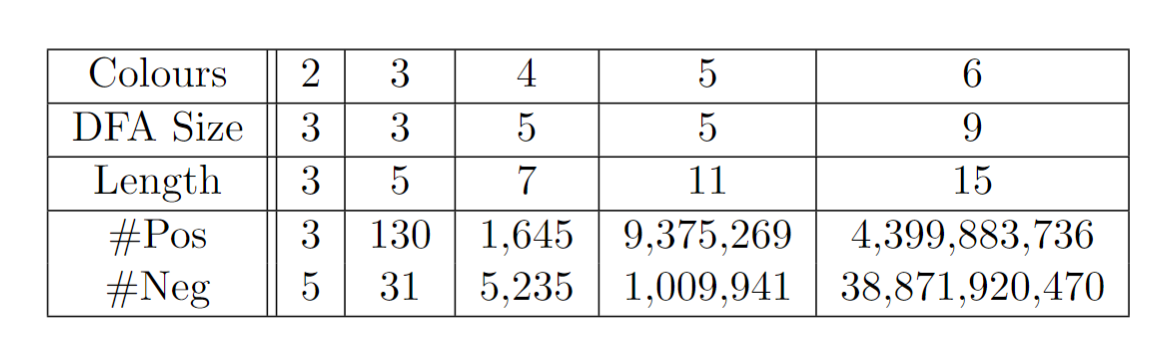 Colours 2 3 4 5 6
DFA Size 3 3 5 5 9
Length 3 5 7 11 15
#Pos 3 130 1,645 9,375,269 4,399,883,736
#Neg 5 31 5,235 1,009,941 38,871,920,470